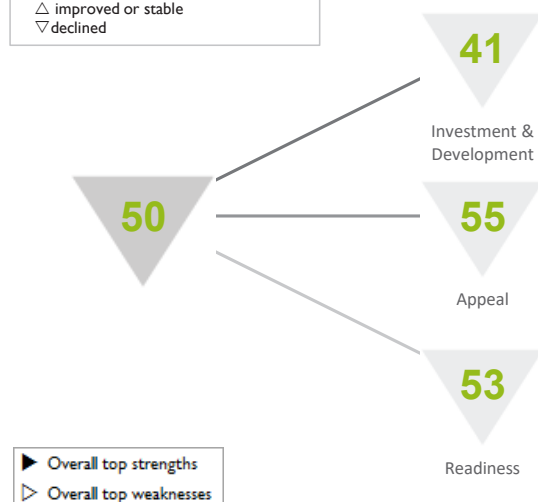 △ improved or stable
▽ declined
41
Investment &
Development
50
55
Appeal
53
Readiness
▶ Overall top strengths
▷ Overall top weaknesses